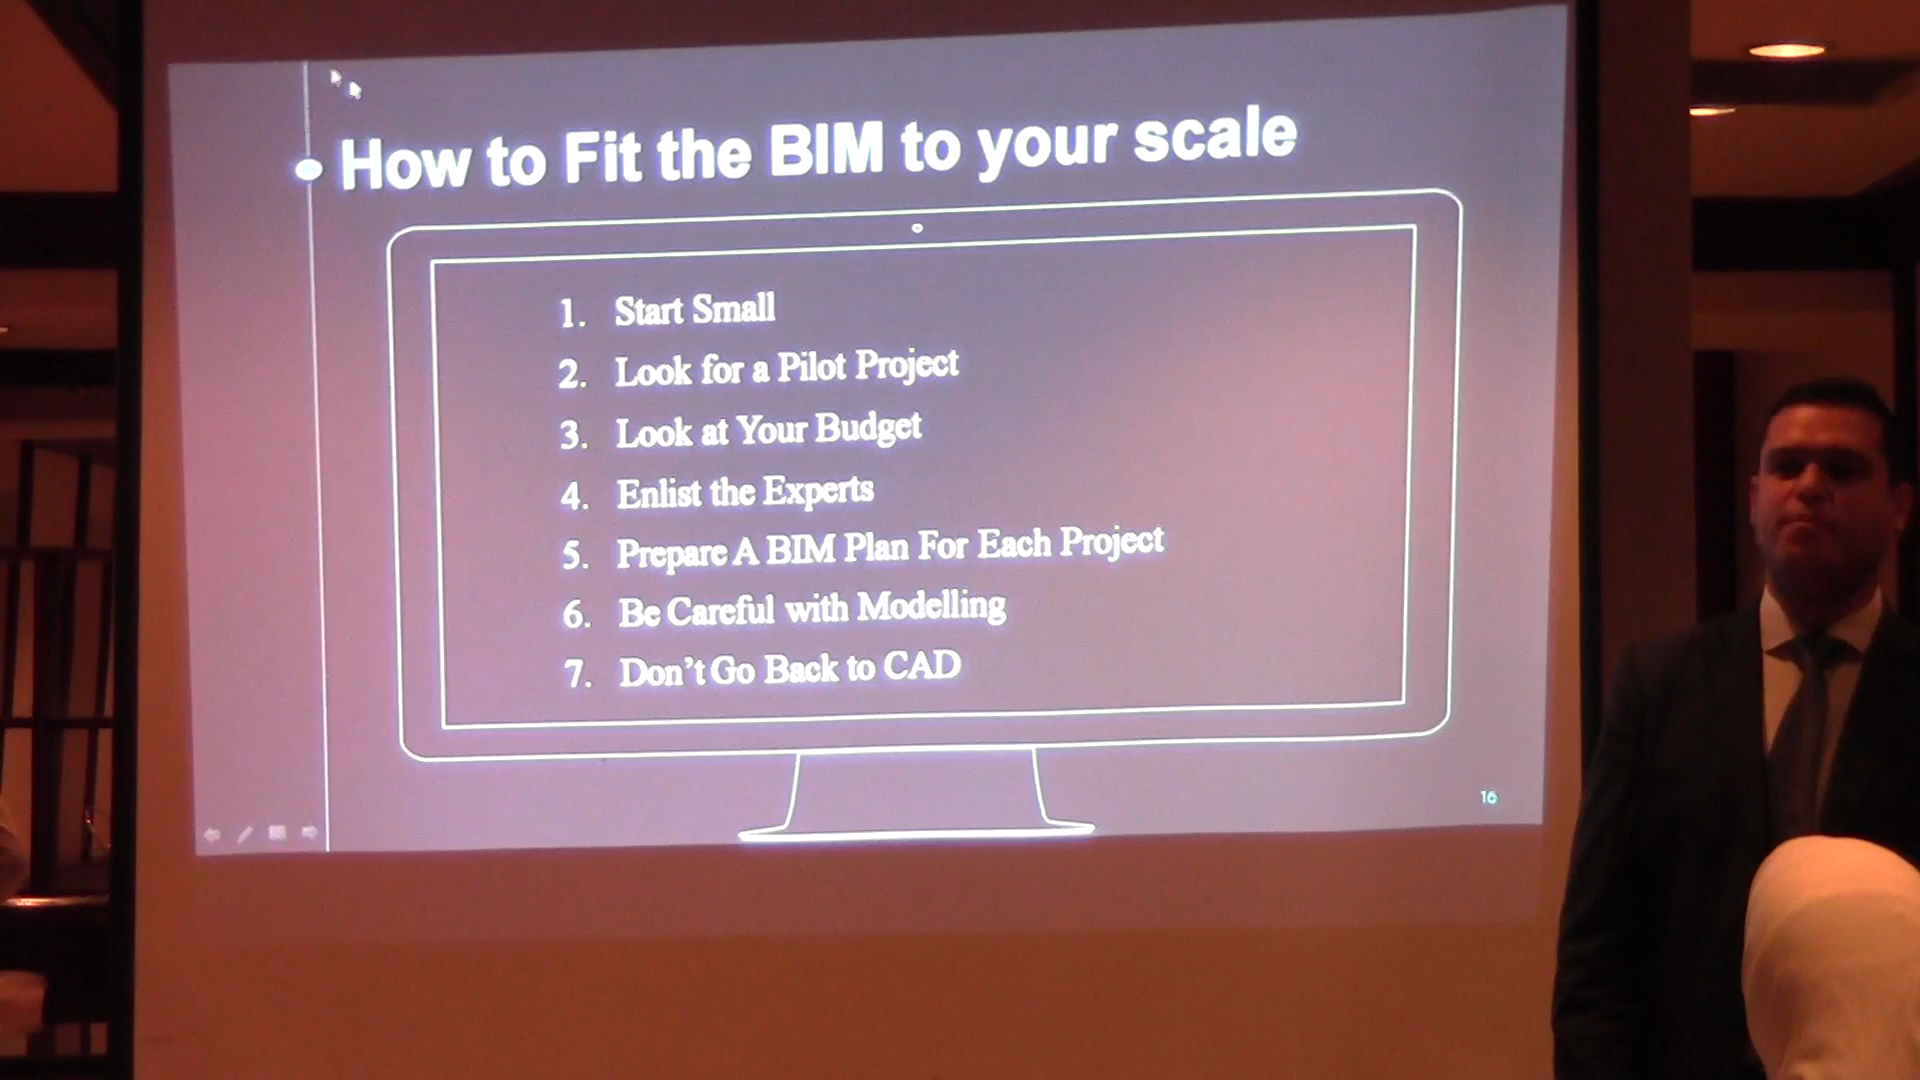 How to Fit the BIM to your scale
1. Start Small
2. Look for a Pilot Project
3. Look at Your Budget
4. Enlist the Experts
5. Prepare A BIM Plan For Each Project
6. Be Careful with Modelling
7. Don't Go Back to CAD
16